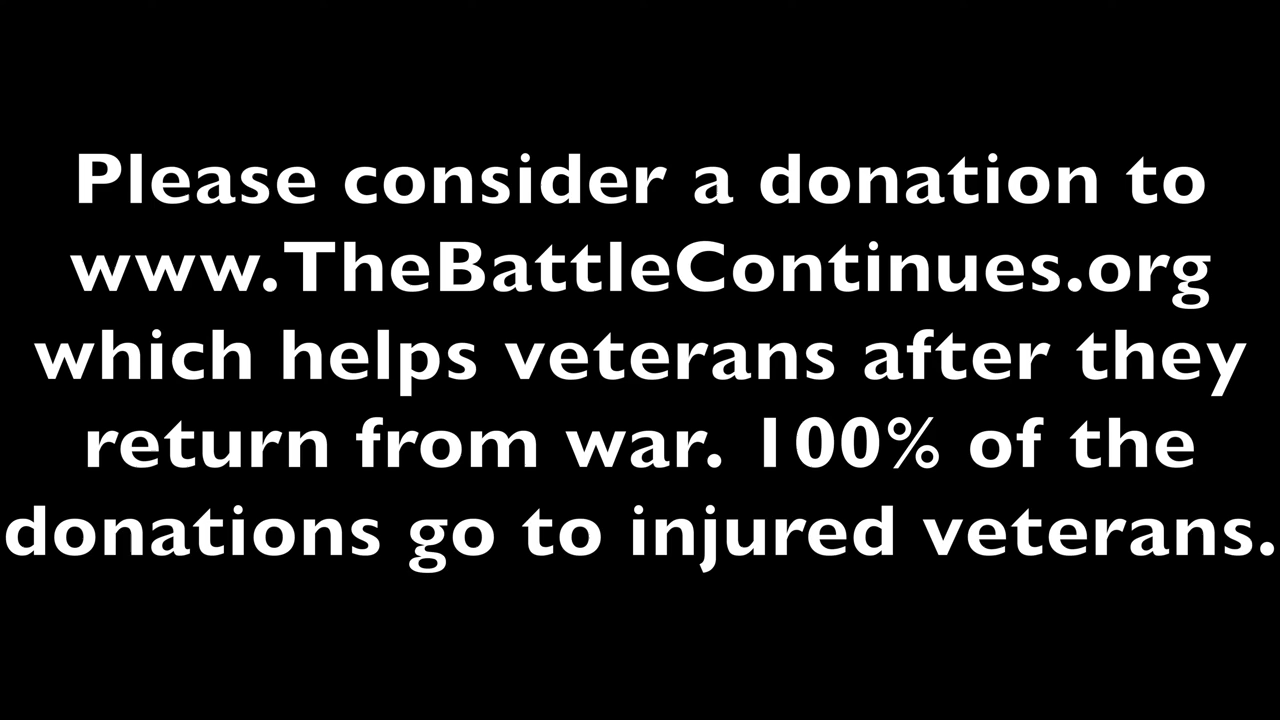 Please consider a donation to
www.TheBattleContinues.org
which helps veterans after they
return from war. 100% of the
donations go to injured veterans.